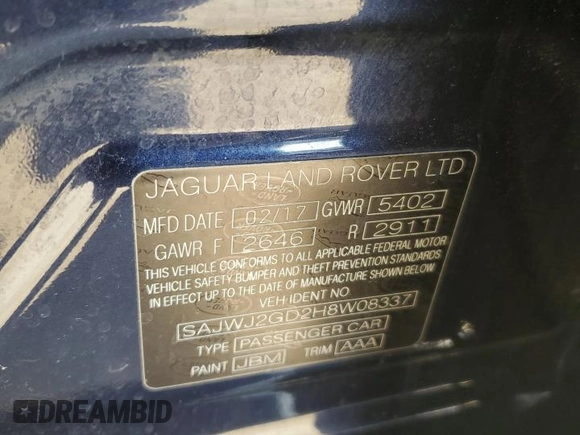 JAGUAR LAND ROVER LTD
MFD DATE 02/17 GVWR 5402
GAWR F 2646 R 2911
THIS VEHICLE CONFORMS TO ALL APPLICABLE FEDERAL MOTOR
VEHICLE SAFETY BUMPER AND THEFT PREVENTION STANDARDS
IN EFFECT UPON THE DATE OF MANUFACTURE SHOWN BELOW
VEH IDENT NO
SAJWJ2GD2H8W08337
TYPE PASSENGER CAR
PAINT JBM TRIM AAA
DREAMBID